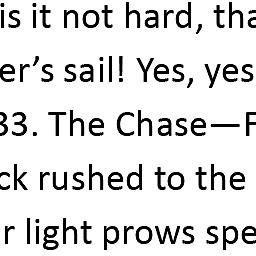 is it not hard, tha
er’s sail! Yes, yes
33. The Chase—F
ck rushed to the
r light prows spe